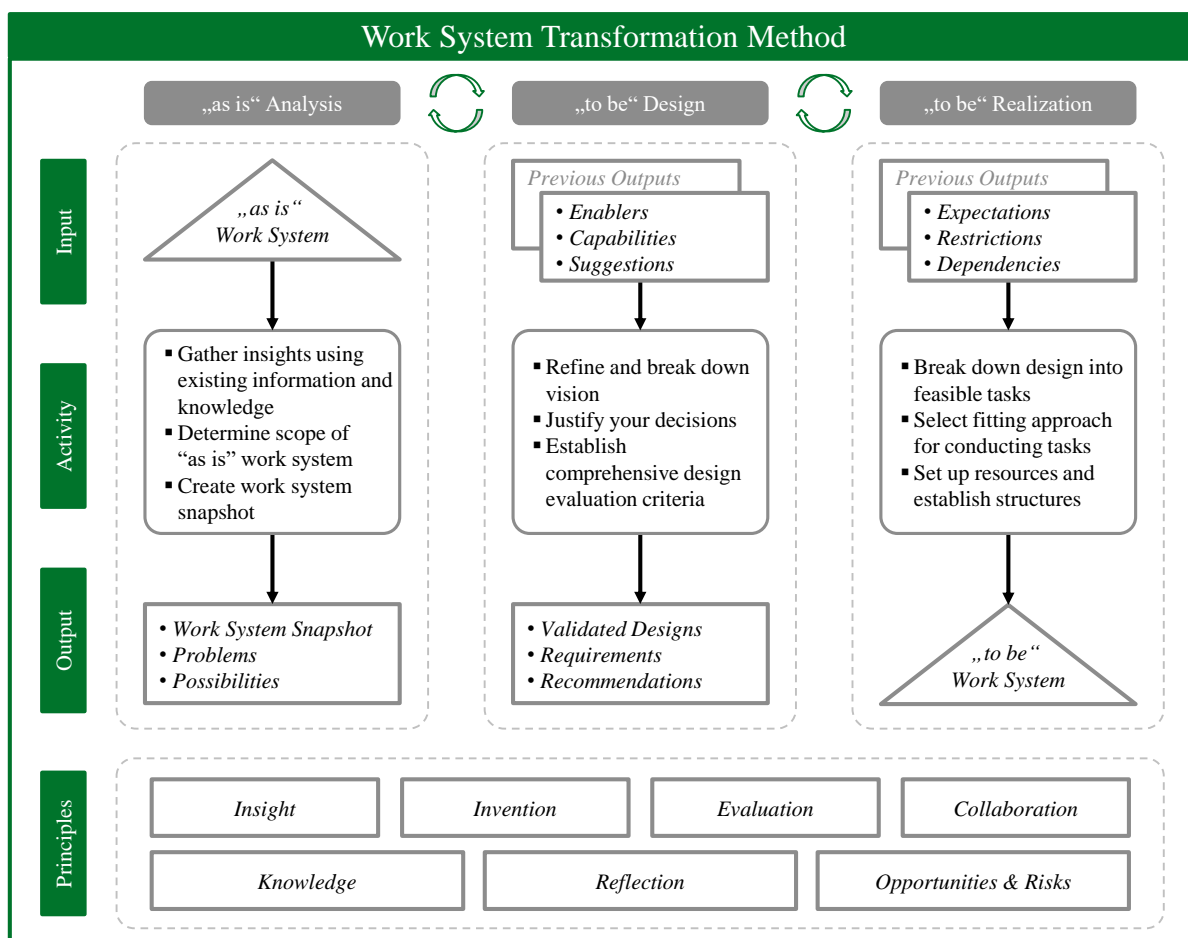 Work System Transformation Method
„as is“ Analysis
„to be“ Design
„to be“ Realization
Input
„as is“
Work System
Previous Outputs
• Enablers
• Capabilities
• Suggestions
Previous Outputs
• Expectations
• Restrictions
• Dependencies
Activity
▪ Gather insights using
existing information and
knowledge
▪ Determine scope of
“as is” work system
▪ Create work system
snapshot
▪ Refine and break down
vision
▪ Justify your decisions
▪ Establish
comprehensive design
evaluation criteria
▪ Break down design into
feasible tasks
▪ Select fitting approach
for conducting tasks
▪ Set up resources and
establish structures
Output
• Work System Snapshot
• Problems
• Possibilities
• Validated Designs
• Requirements
• Recommendations
„to be“
Work System
Principles
Insight
Invention
Evaluation
Collaboration
Knowledge
Reflection
Opportunities & Risks